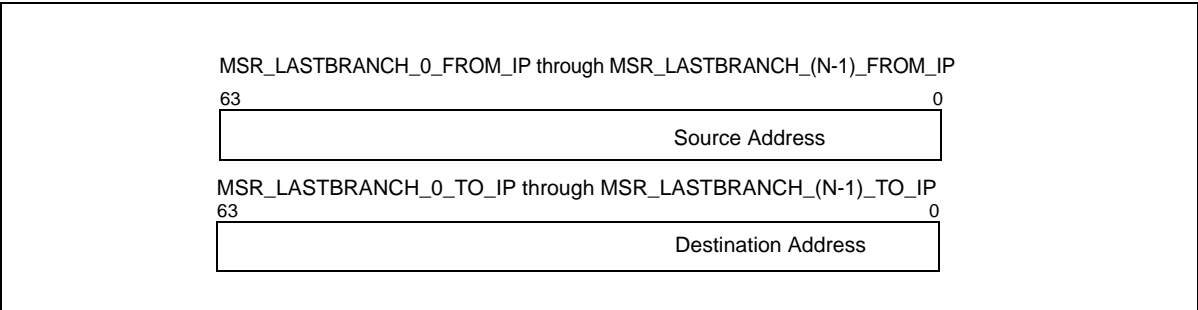 MSR_LASTBRANCH_0_FROM_IP through MSR_LASTBRANCH_(N-1)_FROM_IP
63 0
Source Address
MSR_LASTBRANCH_0_TO_IP through MSR_LASTBRANCH_(N-1)_TO_IP
63 0
Destination Address